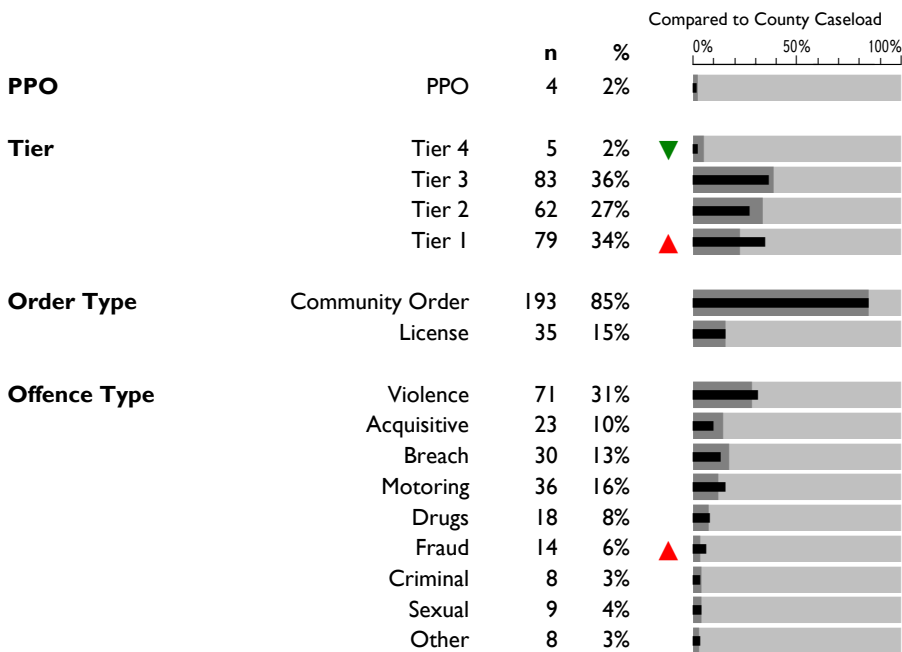 Compared to County Caseload
n % 0% 50% 100%
PPO PPO 4 2%
Tier Tier 4 5 2%
Tier 3 83 36%
Tier 2 62 27%
Tier 1 79 34%
Order Type Community Order 193 85%
License 35 15%
Offence Type Violence 71 31%
Acquisitive 23 10%
Breach 30 13%
Motoring 36 16%
Drugs 18 8%
Fraud 14 6%
Criminal 8 3%
Sexual 9 4%
Other 8 3%